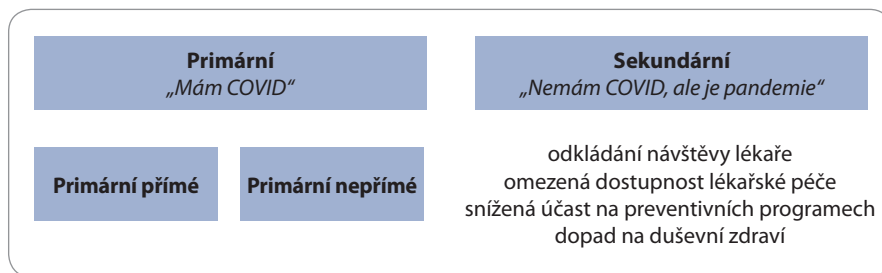 Primární
„Mám COVID“
Sekundární
„Nemám COVID, ale je pandemie“
Primární přímé
Primární nepřímé
odkládání návštěvy lékaře
omezená dostupnost lékařské péče
snížená účast na preventivních programech
dopad na duševní zdraví